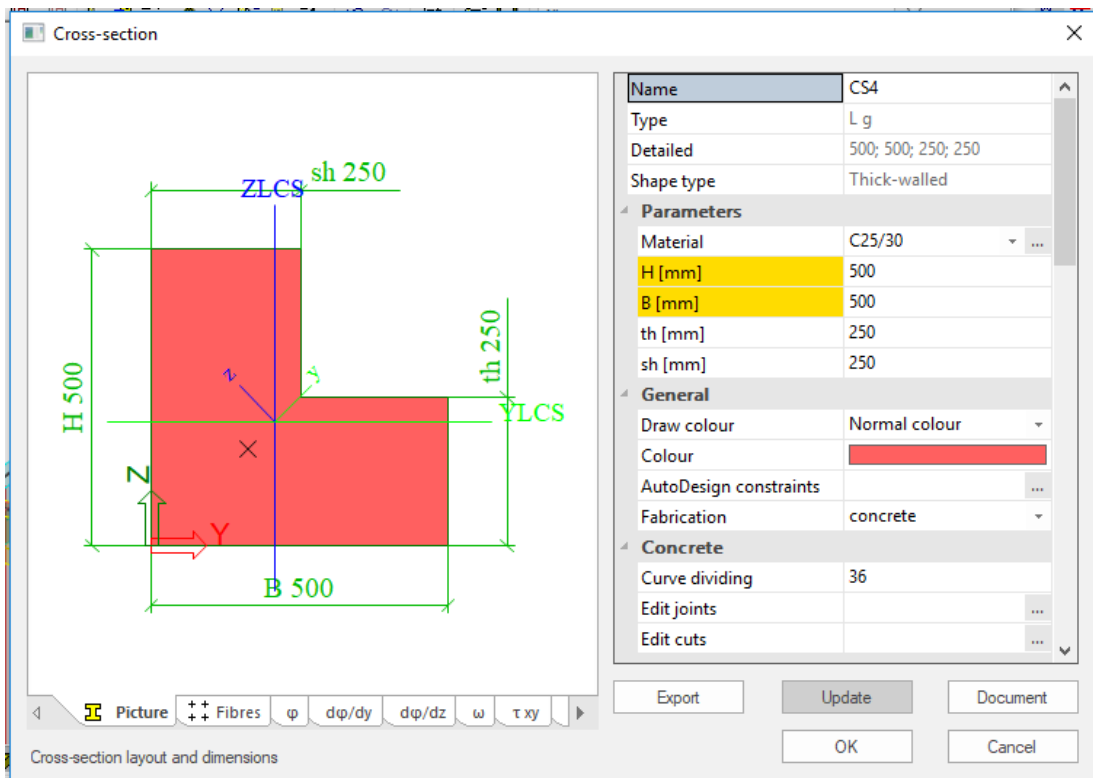 Cross-section
sh 250
ZLCS
H 500
th 250
z
y
YLCS
Z
Y
B 500
Picture
Fibres
φ
dφ/dy
dφ/dz
ω
τ xy
Cross-section layout and dimensions
Name CS4
Type L g
Detailed 500; 500; 250; 250
Shape type Thick-walled
Parameters
Material C25/30 ...
H [mm] 500
B [mm] 500
th [mm] 250
sh [mm] 250
General
Draw colour Normal colour
Colour
AutoDesign constraints ...
Fabrication concrete
Concrete
Curve dividing 36
Edit joints ...
Edit cuts ...
Export Update Document
OK Cancel